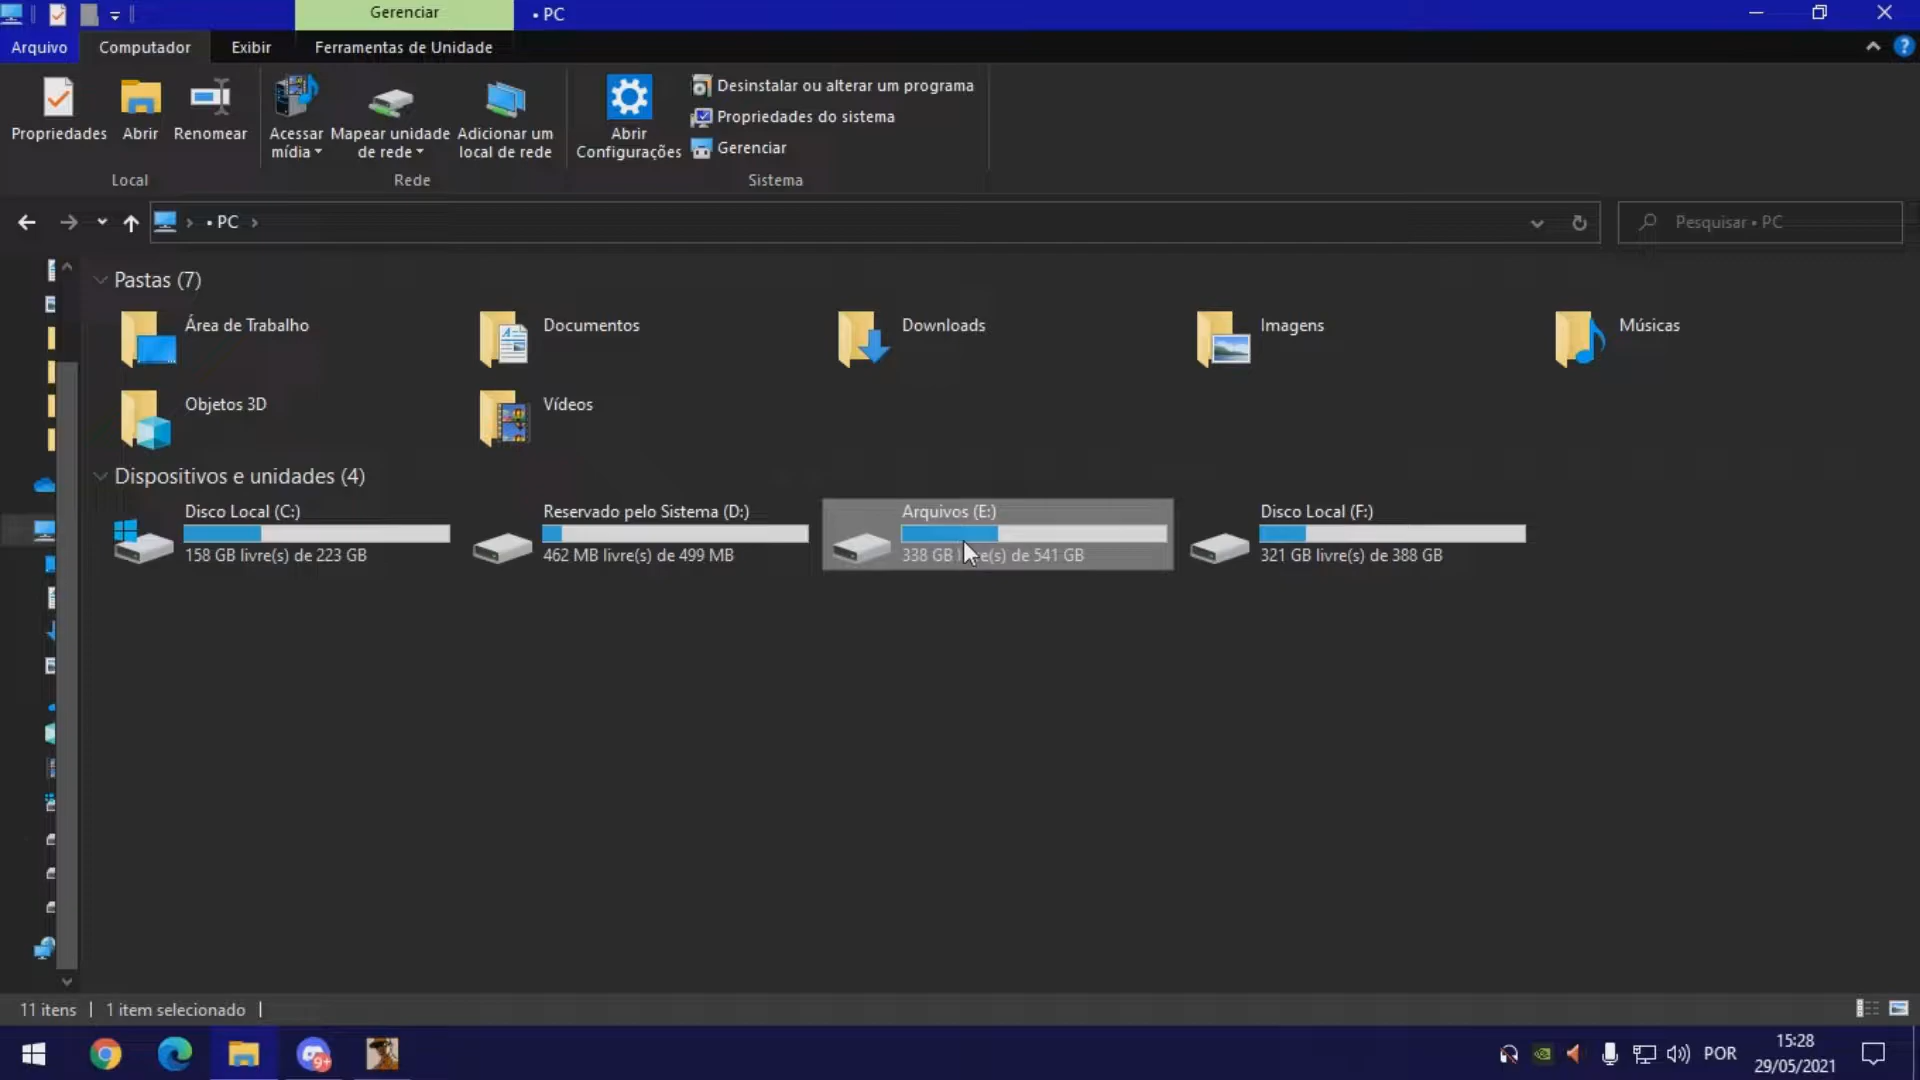 Gerenciar
• PC
Arquivo
Computador
Exibir
Ferramentas de Unidade
?
Propriedades
Abrir
Renomear
Acessar
mídia
Mapear unidade
de rede
Adicionar um
local de rede
Abrir
Configurações
Desinstalar ou alterar um programa
Propriedades do sistema
Gerenciar
Local
Rede
Sistema
• PC
Pesquisar • PC
Pastas (7)
Área de Trabalho
Documentos
Downloads
Imagens
Músicas
Objetos 3D
Vídeos
Dispositivos e unidades (4)
Disco Local (C:)
158 GB livre(s) de 223 GB
Reservado pelo Sistema (D:)
462 MB livre(s) de 499 MB
Arquivos (E:)
338 GB livre(s) de 541 GB
Disco Local (F:)
321 GB livre(s) de 388 GB
11 itens
1 item selecionado
9+
POR
15:28
29/05/2021